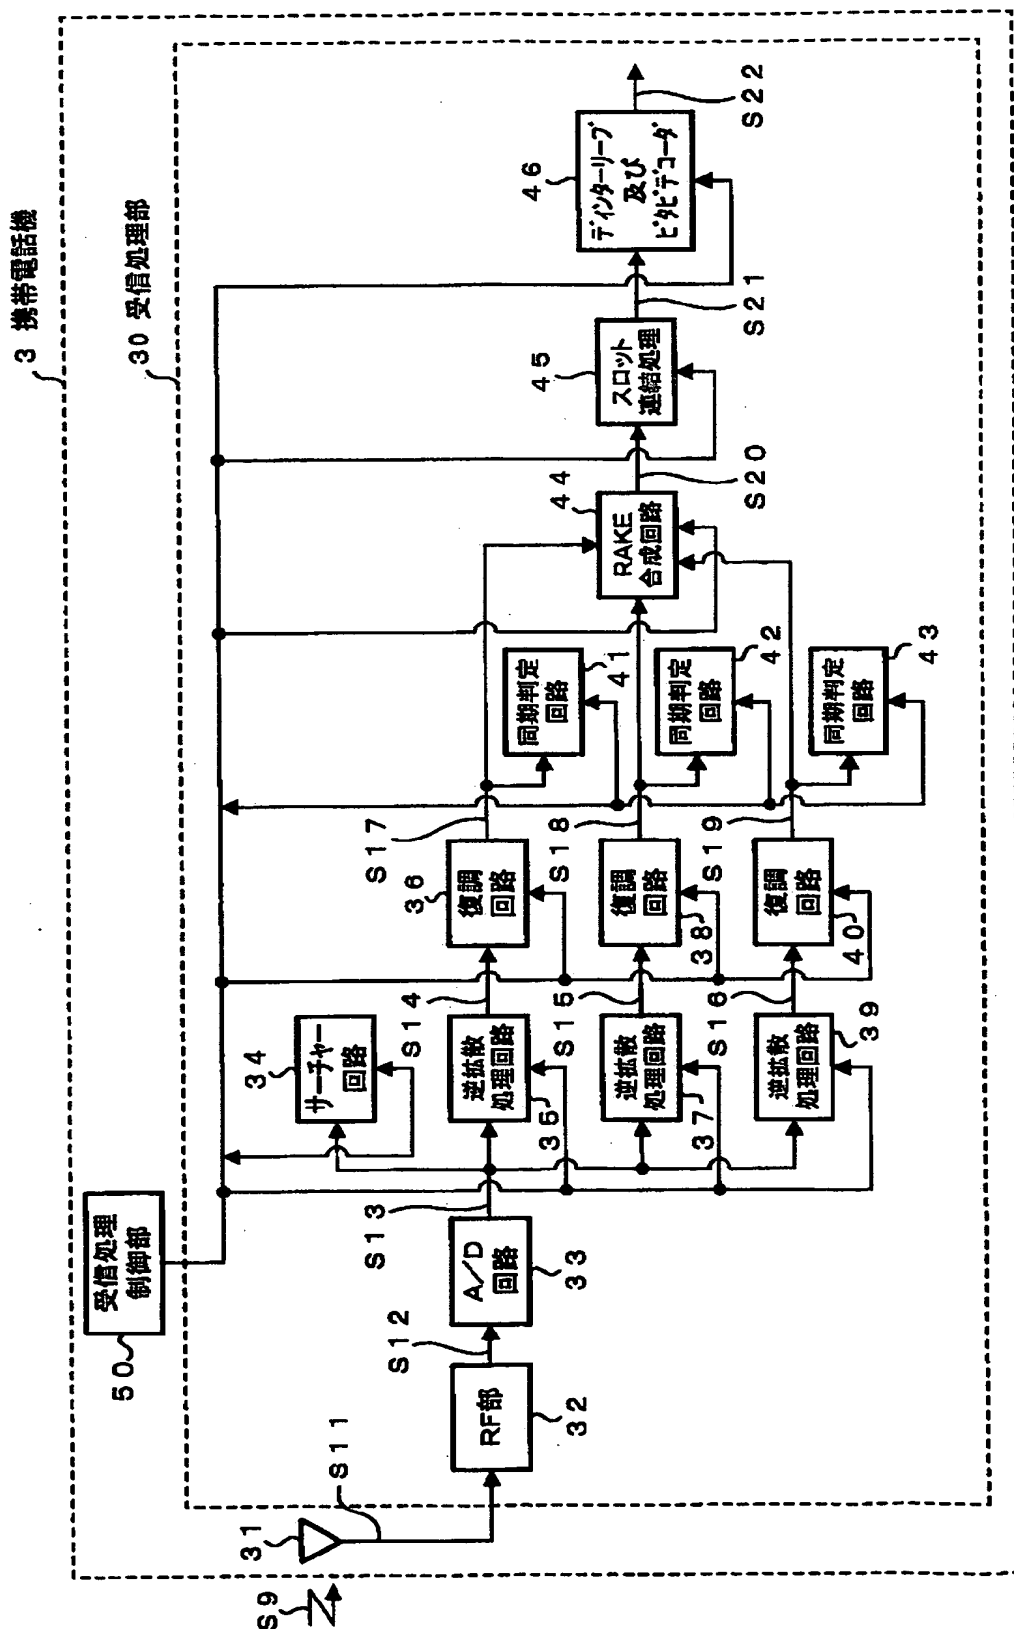 3 携帯電話機
30 受信処理部
受信処理
制御部
50
S9
31
S11
RF部
32
S12
A/D
回路
33
S13
サーチャー
回路
34
逆拡散
処理回路
35
S14
復調
回路
36
S17
同期判定
回路
41
逆拡散
処理回路
37
S15
復調
回路
38
S18
同期判定
回路
42
逆拡散
処理回路
39
S16
復調
回路
40
S19
同期判定
回路
43
RAKE
合成回路
44
S20
スロット
連結処理
45
S21
ディンターリーブ
及び
ビタビデコーダ
46
S22